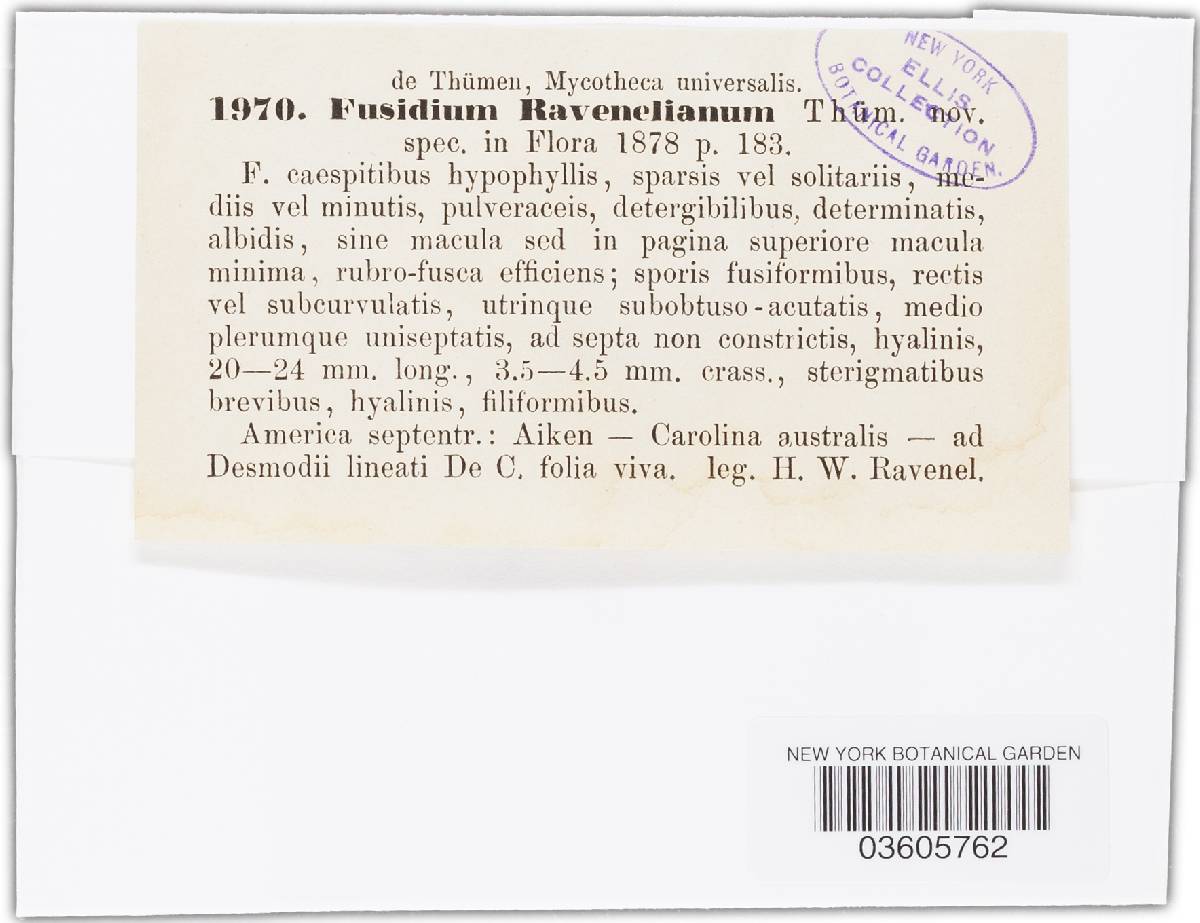 de Thümen, Mycotheca universalis.
1970. Fusidium Ravenelianum Thüm. nov.
spec. in Flora 1878 p. 183.
F. caespitibus hypophyllis, sparsis vel solitariis, me-
diis vel minutis, pulveraceis, detergibilibus, determinatis,
albidis, sine macula sed in pagina superiore macula
minima, rubro-fusca efficiens; sporis fusiformibus, rectis
vel subcurvulatis, utrinque subobtuso-acutatis, medio
plerumque uniseptatis, ad septa non constrictis, hyalinis,
20—24 mm. long., 3.5—4.5 mm. crass., sterigmatibus
brevibus, hyalinis, filiformibus.
America septentr.: Aiken — Carolina australis — ad
Desmodii lineati De C. folia viva. leg. H. W. Ravenel.
NEW YORK
ELLIS
COLLECTION
BOTANICAL GARDEN.
NEW YORK BOTANICAL GARDEN
03605762